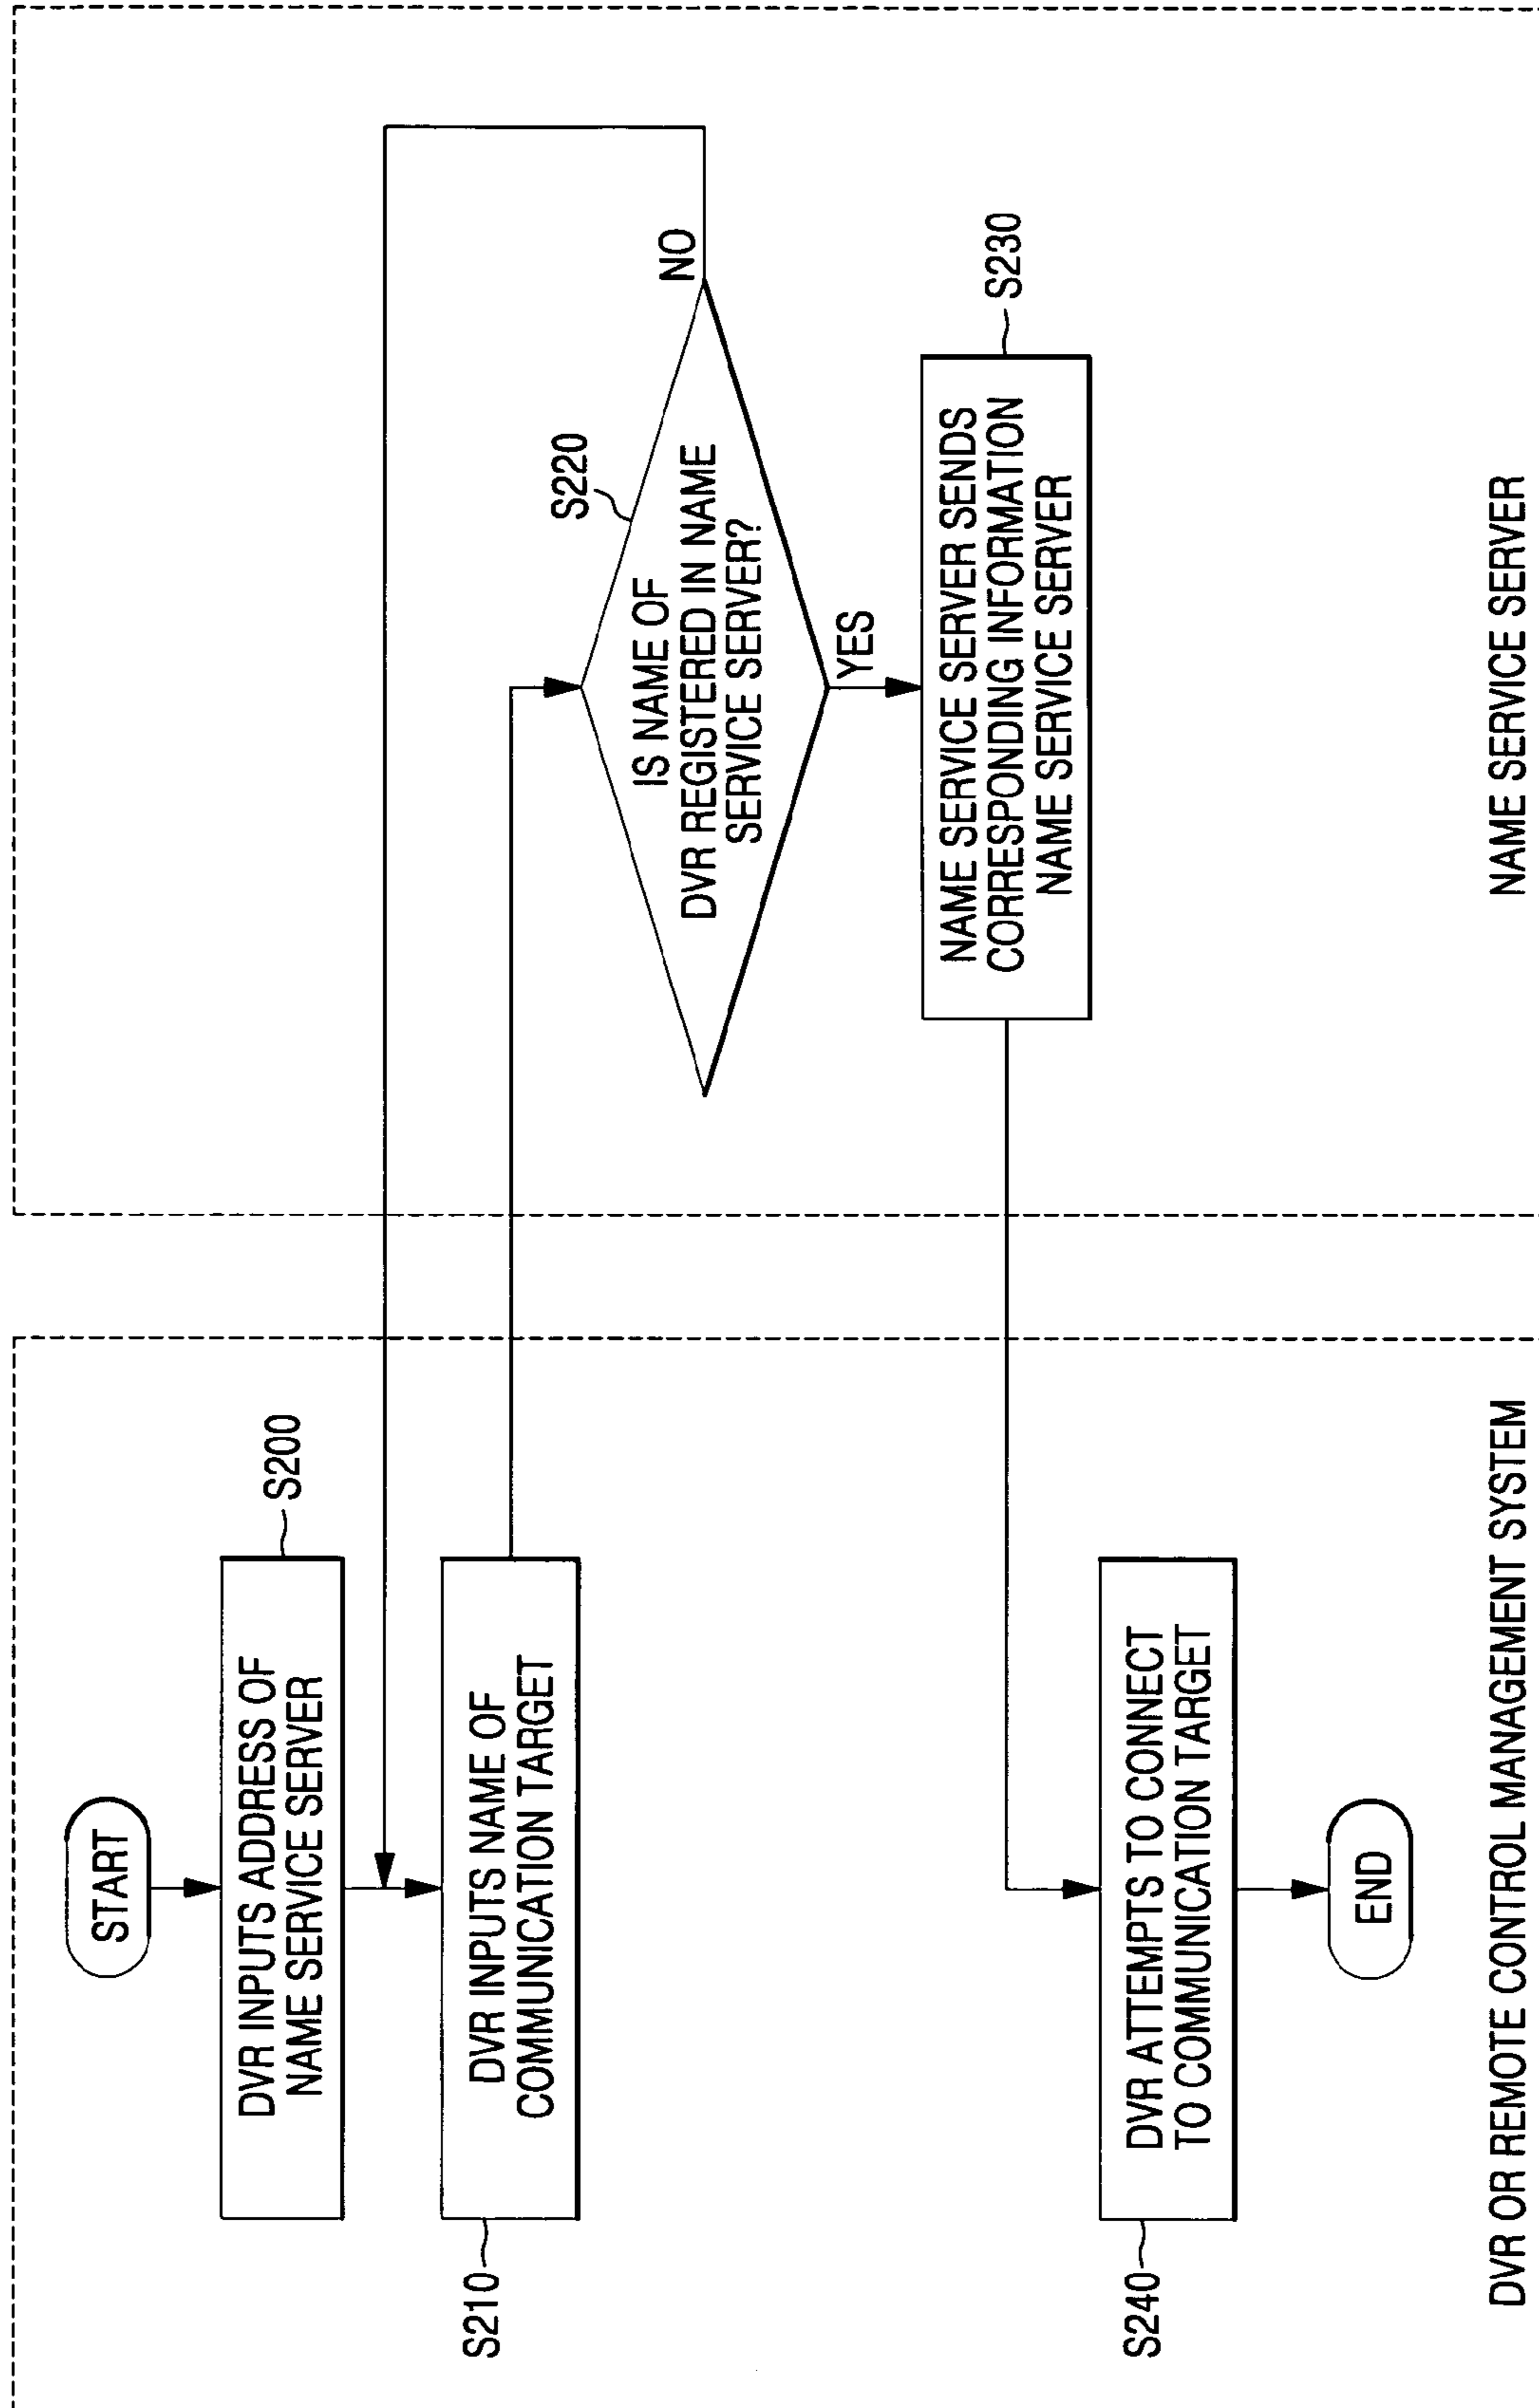 START
DVR INPUTS ADDRESS OF
NAME SERVICE SERVER
S200
DVR INPUTS NAME OF
COMMUNICATION TARGET
S210
S220
IS NAME OF
DVR REGISTERED IN NAME
SERVICE SERVER?
NO
YES
NAME SERVICE SERVER SENDS
CORRESPONDING INFORMATION
NAME SERVICE SERVER
S230
DVR ATTEMPTS TO CONNECT
TO COMMUNICATION TARGET
S240
END
DVR OR REMOTE CONTROL MANAGEMENT SYSTEM
NAME SERVICE SERVER